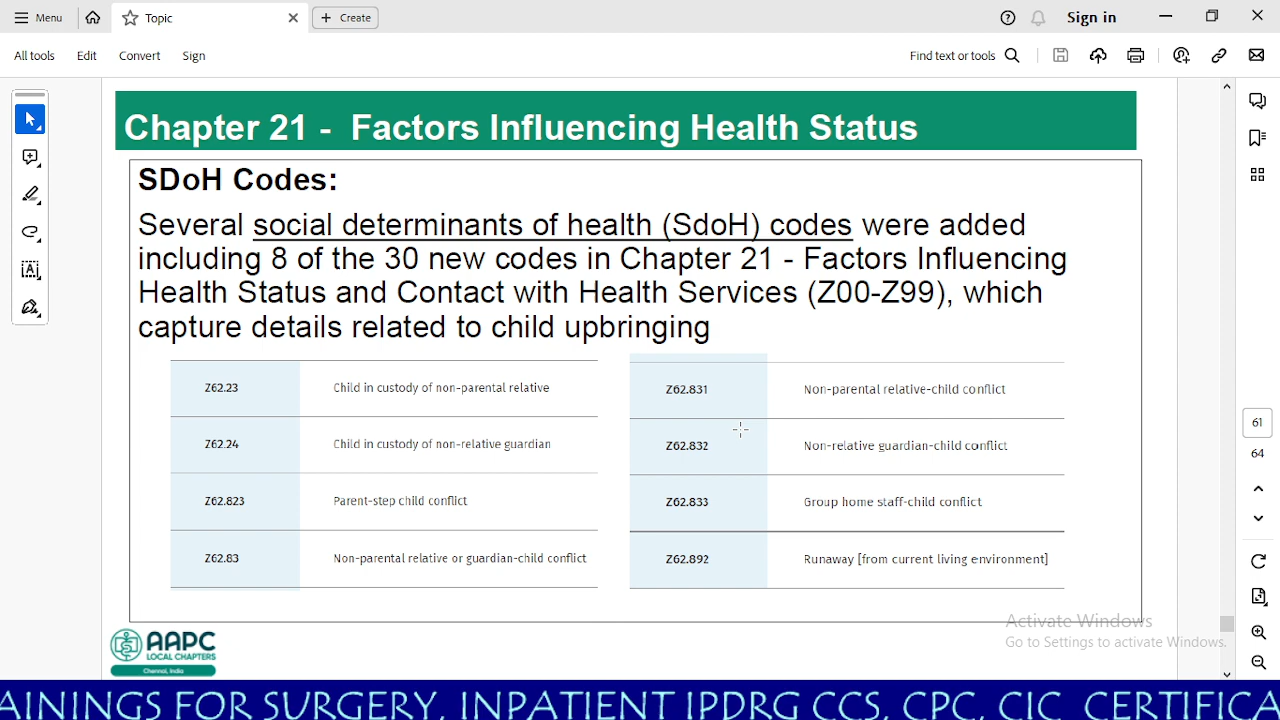 Menu
Topic
Create
Sign in
All tools
Edit
Convert
Sign
Find text or tools
Chapter 21 - Factors Influencing Health Status
SDoH Codes:
Several social determinants of health (SdoH) codes were added
including 8 of the 30 new codes in Chapter 21 - Factors Influencing
Health Status and Contact with Health Services (Z00-Z99), which
capture details related to child upbringing
Z62.23 Child in custody of non-parental relative
Z62.24 Child in custody of non-relative guardian
Z62.823 Parent-step child conflict
Z62.83 Non-parental relative or guardian-child conflict
Z62.831 Non-parental relative-child conflict
Z62.832 Non-relative guardian-child conflict
Z62.833 Group home staff-child conflict
Z62.892 Runaway [from current living environment]
61
64
Activate Windows
Go to Settings to activate Windows.
AAPC
LOCAL CHAPTERS
Chennai, India
AININGS FOR SURGERY, INPATIENT IPDRG CCS, CPC, CIC CERTIFICA